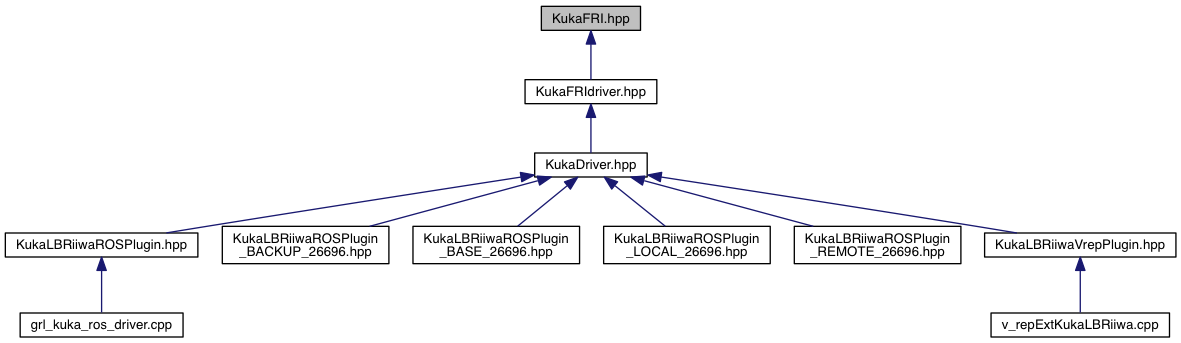 KukaFRI.hpp
KukaFRIdriver.hpp
KukaDriver.hpp
KukaLBRiiwaROSPlugin.hpp
KukaLBRiiwaROSPlugin
_BACKUP_26696.hpp
KukaLBRiiwaROSPlugin
_BASE_26696.hpp
KukaLBRiiwaROSPlugin
_LOCAL_26696.hpp
KukaLBRiiwaROSPlugin
_REMOTE_26696.hpp
KukaLBRiiwaVrepPlugin.hpp
grl_kuka_ros_driver.cpp
v_repExtKukaLBRiiwa.cpp